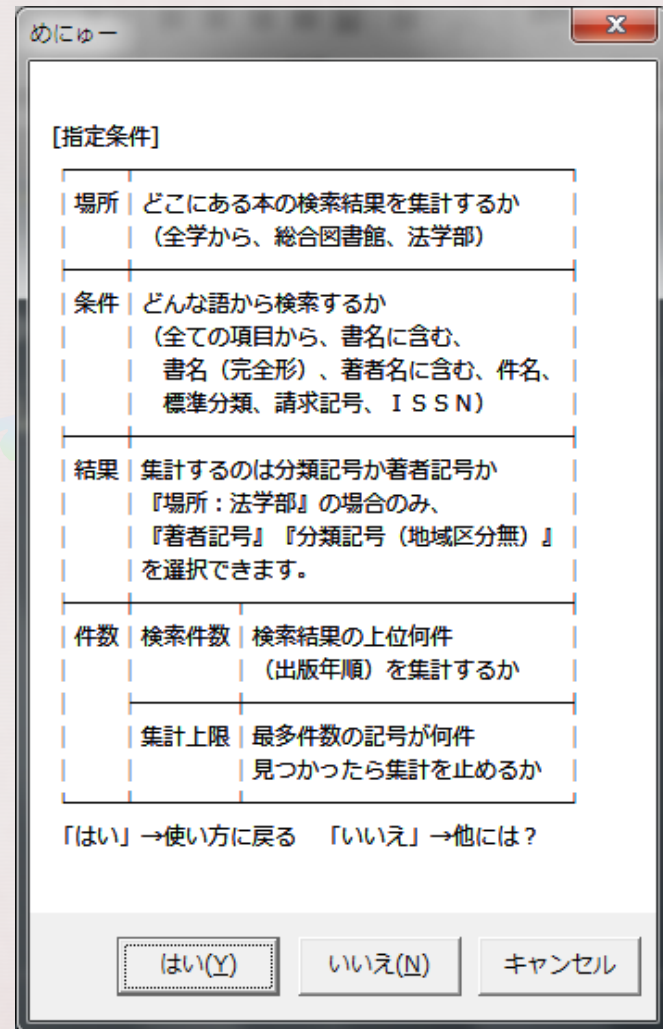 めにゅー
[指定条件]
場所 どこにある本の検索結果を集計するか
（全学から、総合図書館、法学部）
条件 どんな語から検索するか
（全ての項目から、書名に含む、
書名（完全形）、著者名に含む、件名、
標準分類、請求記号、ＩＳＳＮ）
結果 集計するのは分類記号か著者記号か
『場所：法学部』の場合のみ、
『著者記号』『分類記号（地域区分無）』
を選択できます。
件数 検索件数 検索結果の上位何件
（出版年順）を集計するか
集計上限 最多件数の記号が何件
見つかったら集計を止めるか
「はい」→使い方に戻る　「いいえ」→他には？
はい(Y) いいえ(N) キャンセル